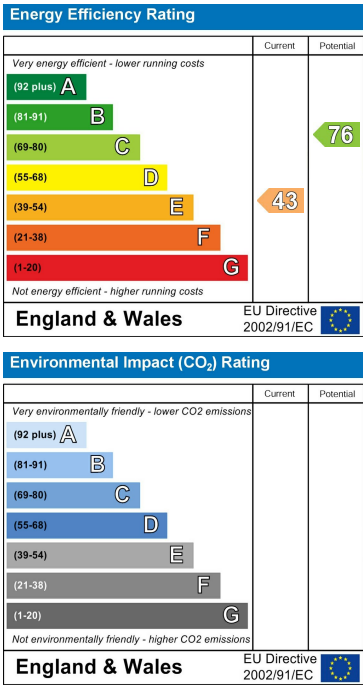 Energy Efficiency Rating
Current Potential
Very energy efficient - lower running costs
(92 plus) A
(81-91) B
(69-80) C
(55-68) D
(39-54) E
(21-38) F
(1-20) G
43
76
Not energy efficient - higher running costs
England & Wales
EU Directive
2002/91/EC
Environmental Impact (CO₂) Rating
Current Potential
Very environmentally friendly - lower CO2 emissions
(92 plus) A
(81-91) B
(69-80) C
(55-68) D
(39-54) E
(21-38) F
(1-20) G
Not environmentally friendly - higher CO2 emissions
England & Wales
EU Directive
2002/91/EC